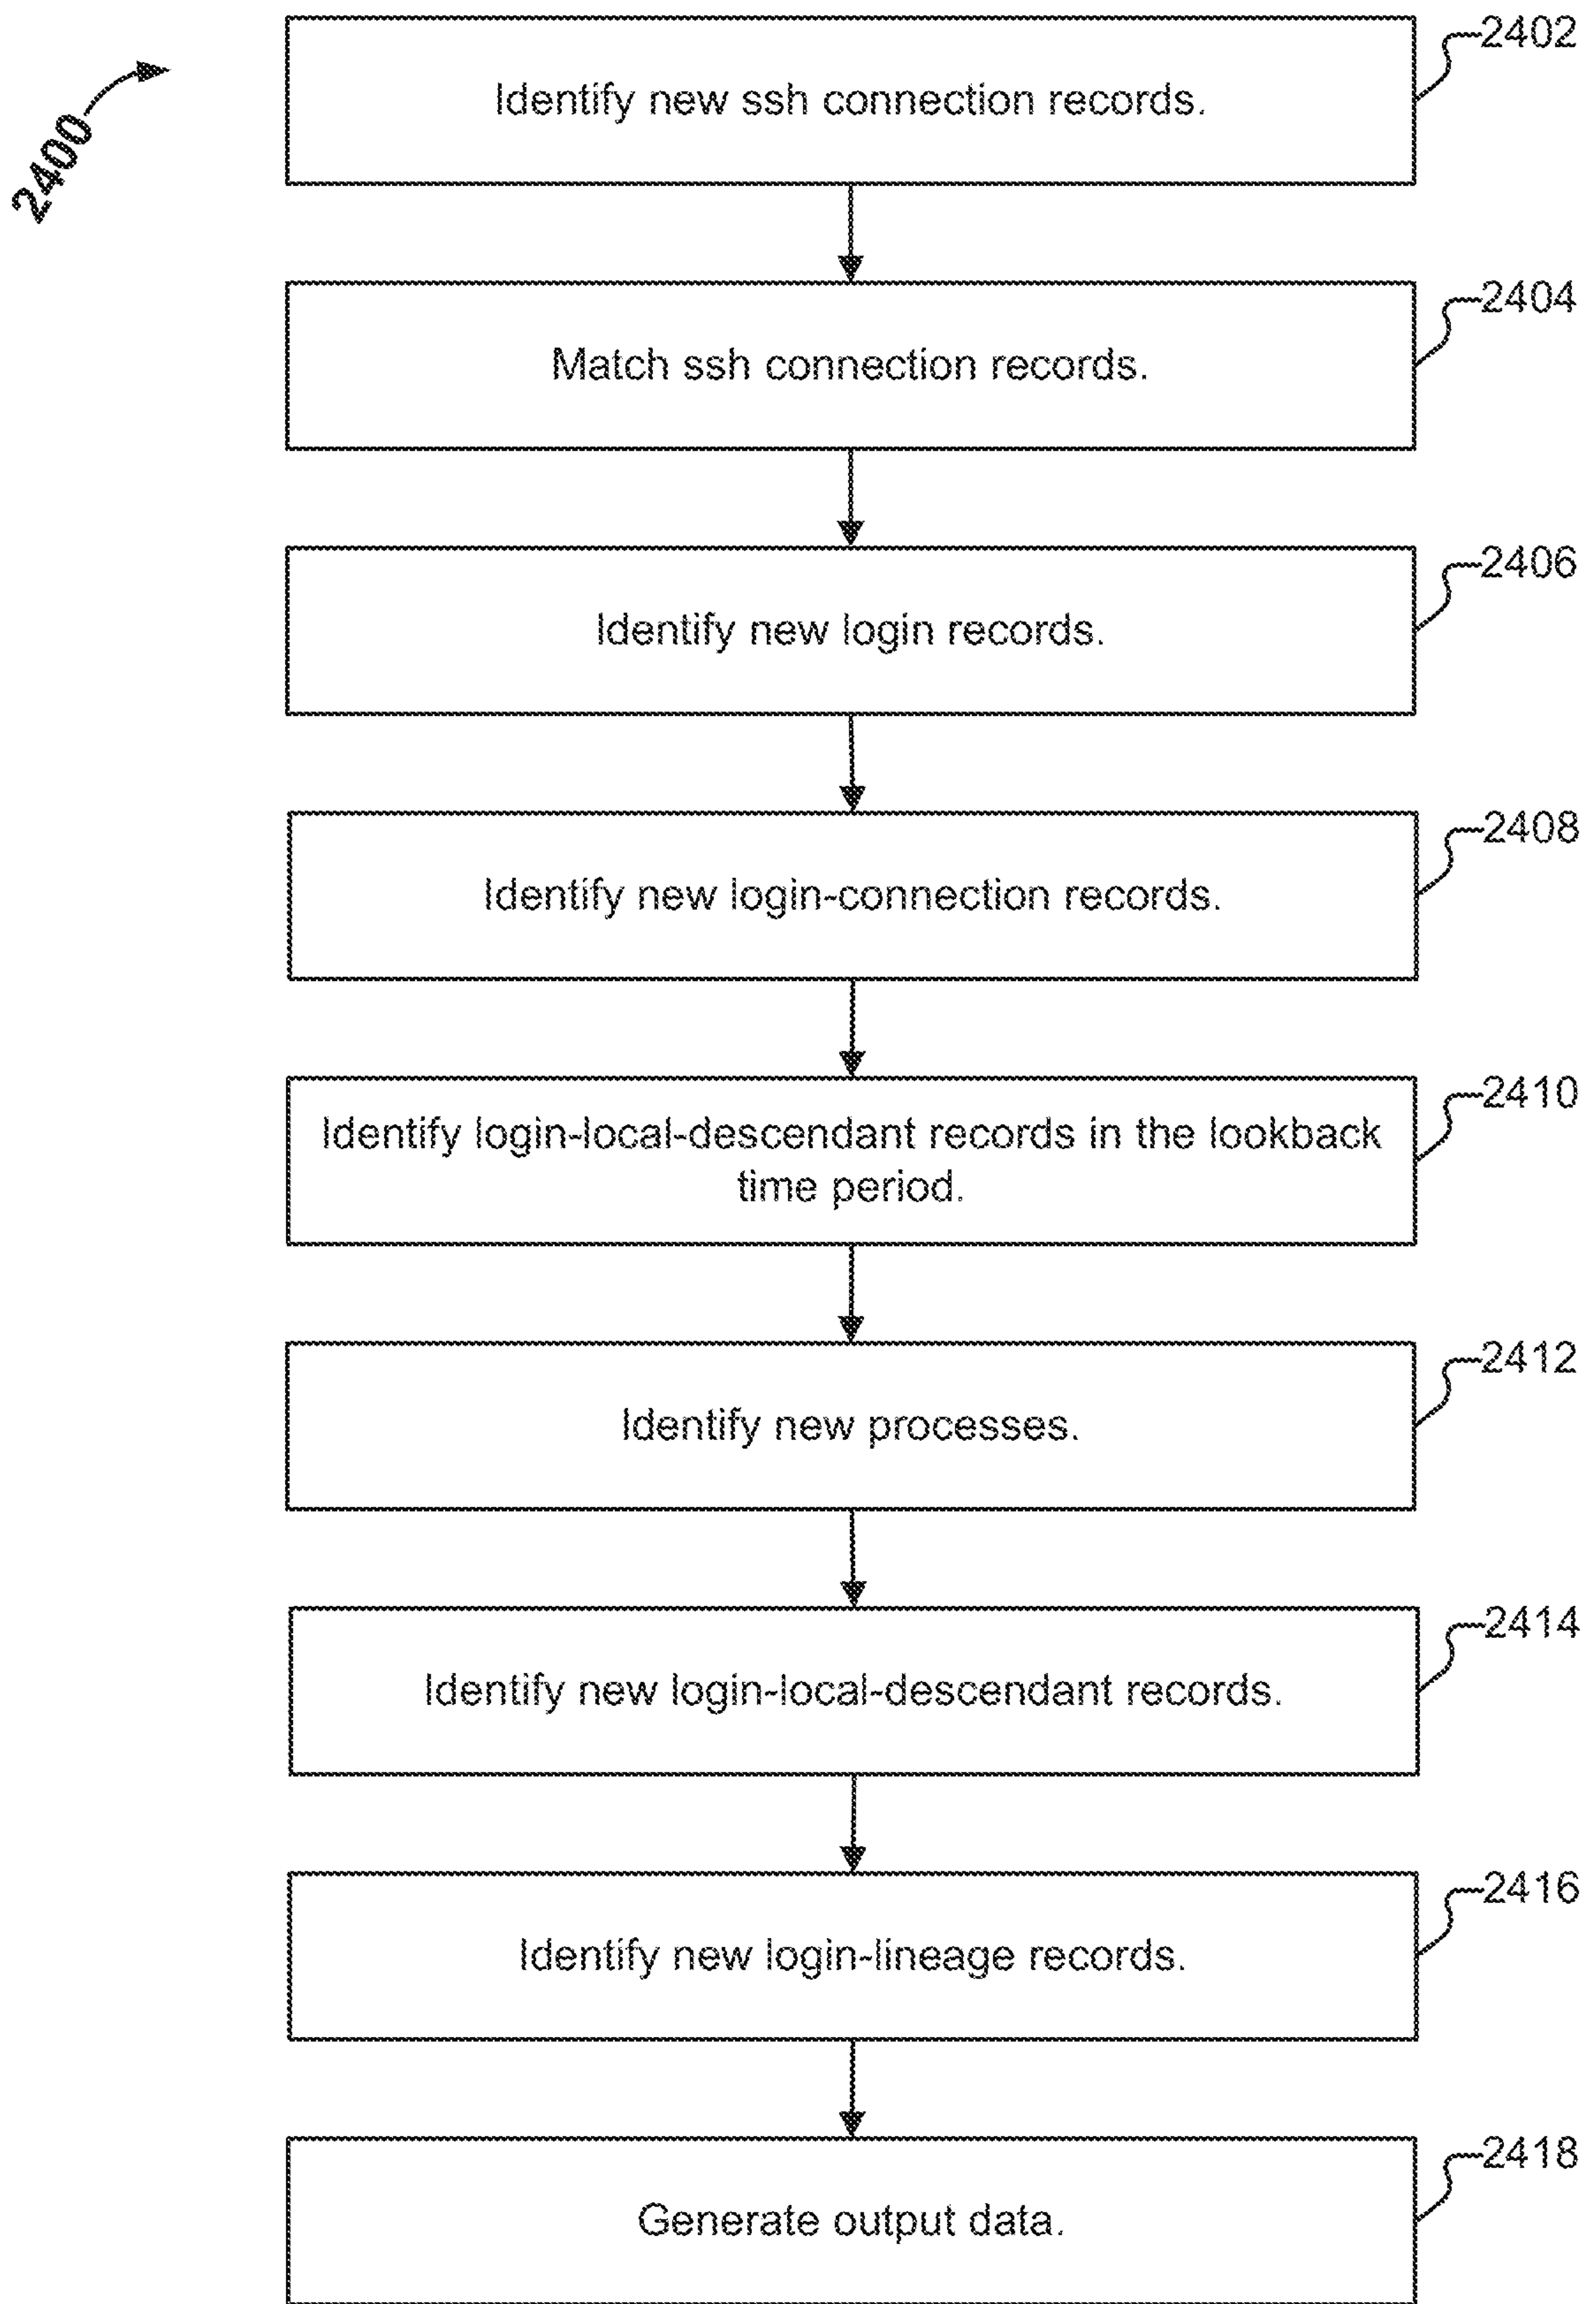 2400
2402
Identify new ssh connection records.
2404
Match ssh connection records.
2406
Identify new login records.
2408
Identify new login-connection records.
2410
Identify login-local-descendant records in the lookback
time period.
2412
Identify new processes.
2414
Identify new login-local-descendant records.
2416
Identify new login-lineage records.
2418
Generate output data.